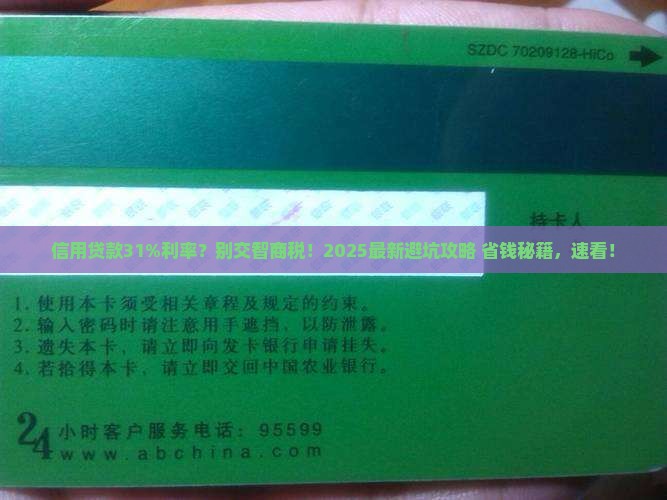 SZDC 70209128-HiCo
持卡人
信用贷款31%利率？别交智商税！2025最新避坑攻略 省钱秘籍，速看！
1. 使用本卡须受相关章程及规定的约束。
2. 输入密码时请注意用手遮挡，以防泄露。
3. 遗失本卡，请立即向发卡银行申请挂失。
4. 若拾得本卡，请立即交回中国农业银行。
24小时客户服务电话：95599
www.abchina.com